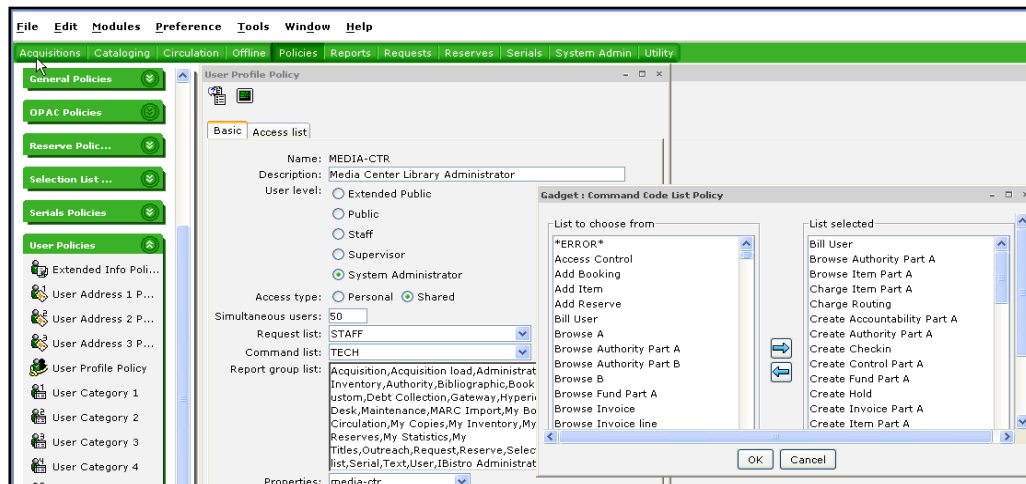 File Edit Modules Preference Tools Window Help
Acquisitions Cataloging Circulation Offline Policies Reports Requests Reserves Serials System Admin Utility
General Policies
OPAC Policies
Reserve Polic...
Selection List ...
Serials Policies
User Policies
Extended Info Poli...
User Address 1 P...
User Address 2 P...
User Address 3 P...
User Profile Policy
User Category 1
User Category 2
User Category 3
User Category 4
User Profile Policy
Basic Access list
Name: MEDIA-CTR
Description: Media Center Library Administrator
User level: Extended Public
Public
Staff
Supervisor
System Administrator
Access type: Personal Shared
Simultaneous users: 50
Request list: STAFF
Command list: TECH
Report group list: Acquisition,Acquisition load,Administrat
Inventory,Authority,Bibliographic,Book
ustom,Debt Collection,Gateway,Hyperi
Desk,Maintenance,MARC Import,My Bo
Circulation,My Copies,My Inventory,My
Reserves,My Statistics,My
Titles,Outreach,Request,Reserve,Selec
list,Serial,Text,User,IBistro Administrat
Properties: media-ctr
Gadget : Command Code List Policy
List to choose from
*ERROR*
Access Control
Add Booking
Add Item
Add Reserve
Bill User
Browse A
Browse Authority Part A
Browse Authority Part B
Browse B
Browse Fund Part A
Browse Invoice
Browse Invoice line
List selected
Bill User
Browse Authority Part A
Browse Item Part A
Charge Item Part A
Charge Routing
Create Accountability Part A
Create Authority Part A
Create Checkin
Create Control Part A
Create Fund Part A
Create Hold
Create Invoice Part A
Create Item Part A
OK Cancel